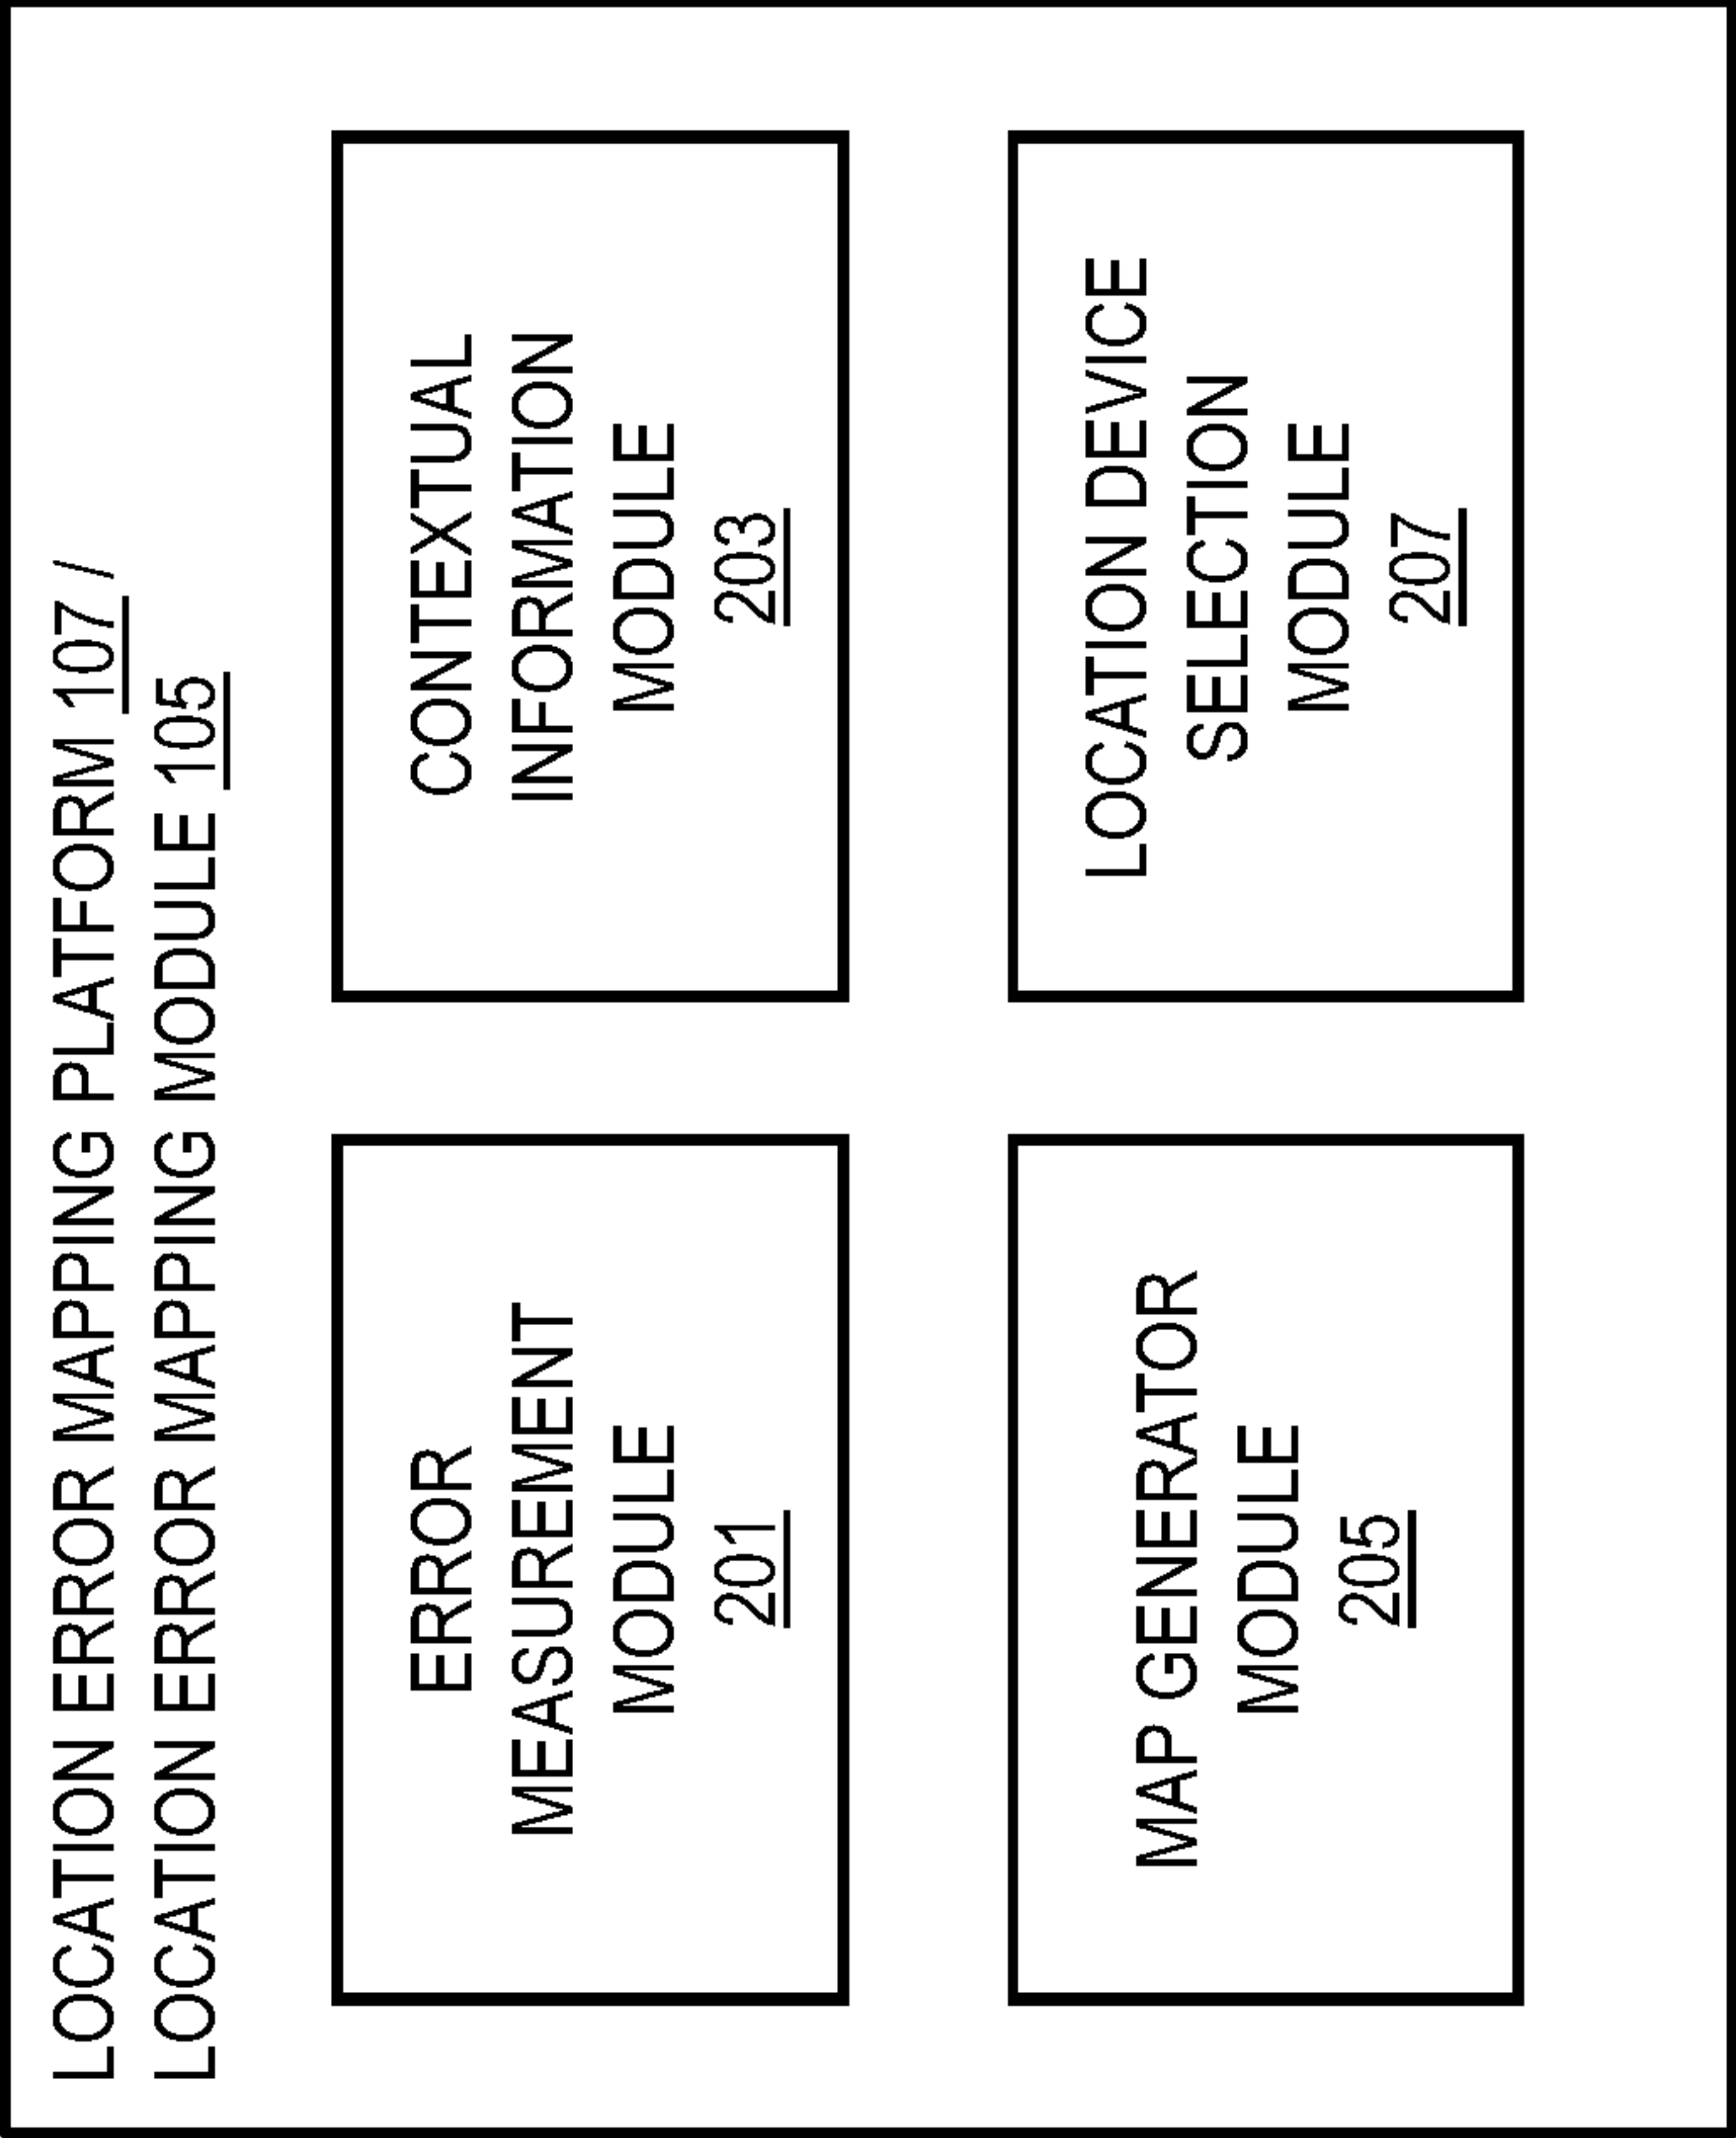 LOCATION ERROR MAPPING PLATFORM 107 /
LOCATION ERROR MAPPING MODULE 105
ERROR
MEASUREMENT
MODULE
201
CONTEXTUAL
INFORMATION
MODULE
203
MAP GENERATOR
MODULE
205
LOCATION DEVICE
SELECTION
MODULE
207